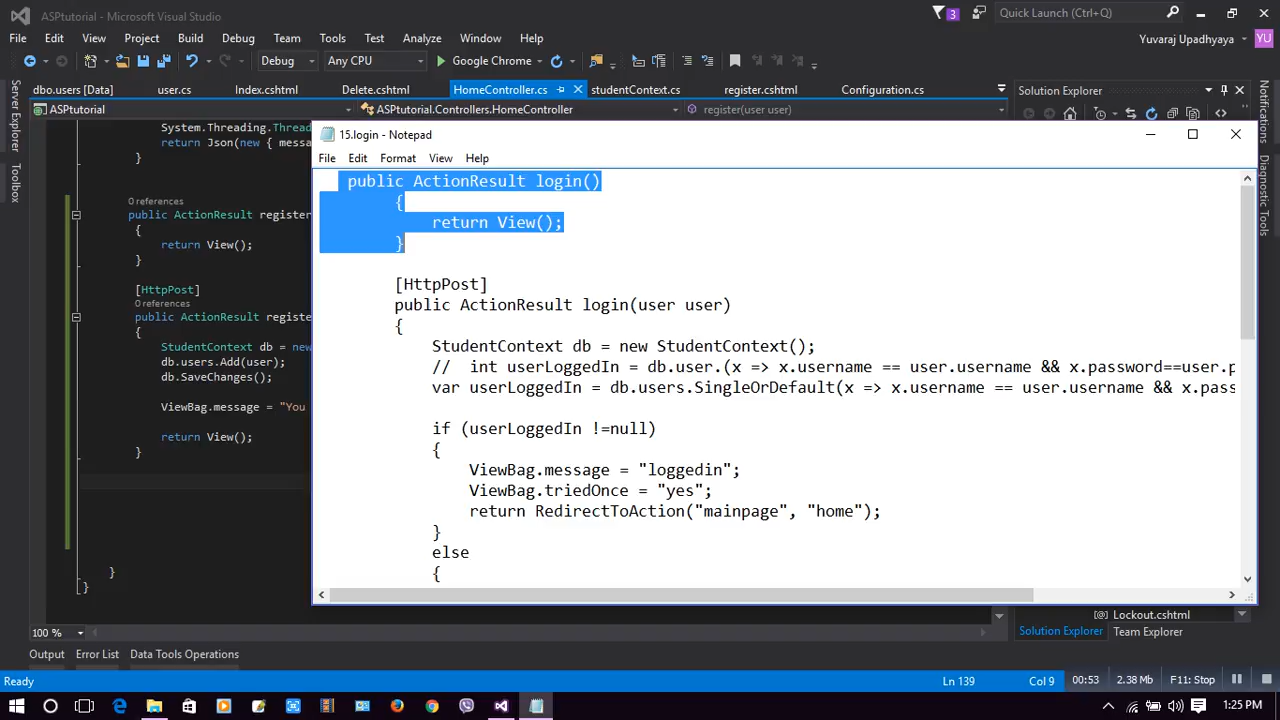 ASPtutorial - Microsoft Visual Studio
3
Quick Launch (Ctrl+Q)
File Edit View Project Build Debug Team Tools Test Analyze Window Help
Yuvaraj Upadhyaya
YU
Debug
Any CPU
Google Chrome
dbo.users [Data] user.cs Index.cshtml Delete.cshtml HomeController.cs studentContext.cs register.cshtml Configuration.cs
Solution Explorer
ASPtutorial
ASPtutorial.Controllers.HomeController
register(user user)
Server Explorer
Toolbox
Notifications
Diagnostic Tools
System.Threading.Thread
return Json(new { messa
}
0 references
public ActionResult register
{
return View();
}
[HttpPost]
0 references
public ActionResult registe
{
StudentContext db = new
db.users.Add(user);
db.SaveChanges();
ViewBag.message = "You
return View();
}
}
}
15.login - Notepad
File Edit Format View Help
public ActionResult login()
{
return View();
}
[HttpPost]
public ActionResult login(user user)
{
StudentContext db = new StudentContext();
// int userLoggedIn = db.user.(x => x.username == user.username && x.password==user.p
var userLoggedIn = db.users.SingleOrDefault(x => x.username == user.username && x.pass
if (userLoggedIn !=null)
{
ViewBag.message = "loggedin";
ViewBag.triedOnce = "yes";
return RedirectToAction("mainpage", "home");
}
else
{
Lockout.cshtml
100 %
Solution Explorer Team Explorer
Output Error List Data Tools Operations
Ready
Ln 139
Col 9
00:53
2.38 Mb
F11: Stop
1:25 PM